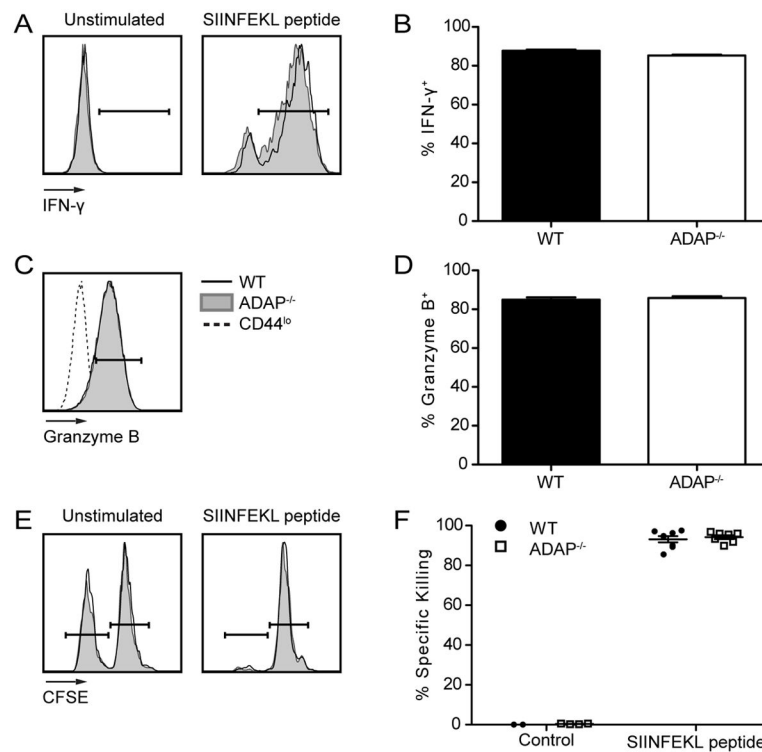 A
Unstimulated
SIINFEKL peptide
IFN-γ
B
% IFN-γ⁺
100
80
60
40
20
0
WT
ADAP⁻/⁻
C
Granzyme B
WT
ADAP⁻/⁻
CD44ˡᵒ
D
% Granzyme B⁺
100
80
60
40
20
0
WT
ADAP⁻/⁻
E
Unstimulated
SIINFEKL peptide
CFSE
F
% Specific Killing
100
80
60
40
20
0
WT
ADAP⁻/⁻
Control
SIINFEKL peptide